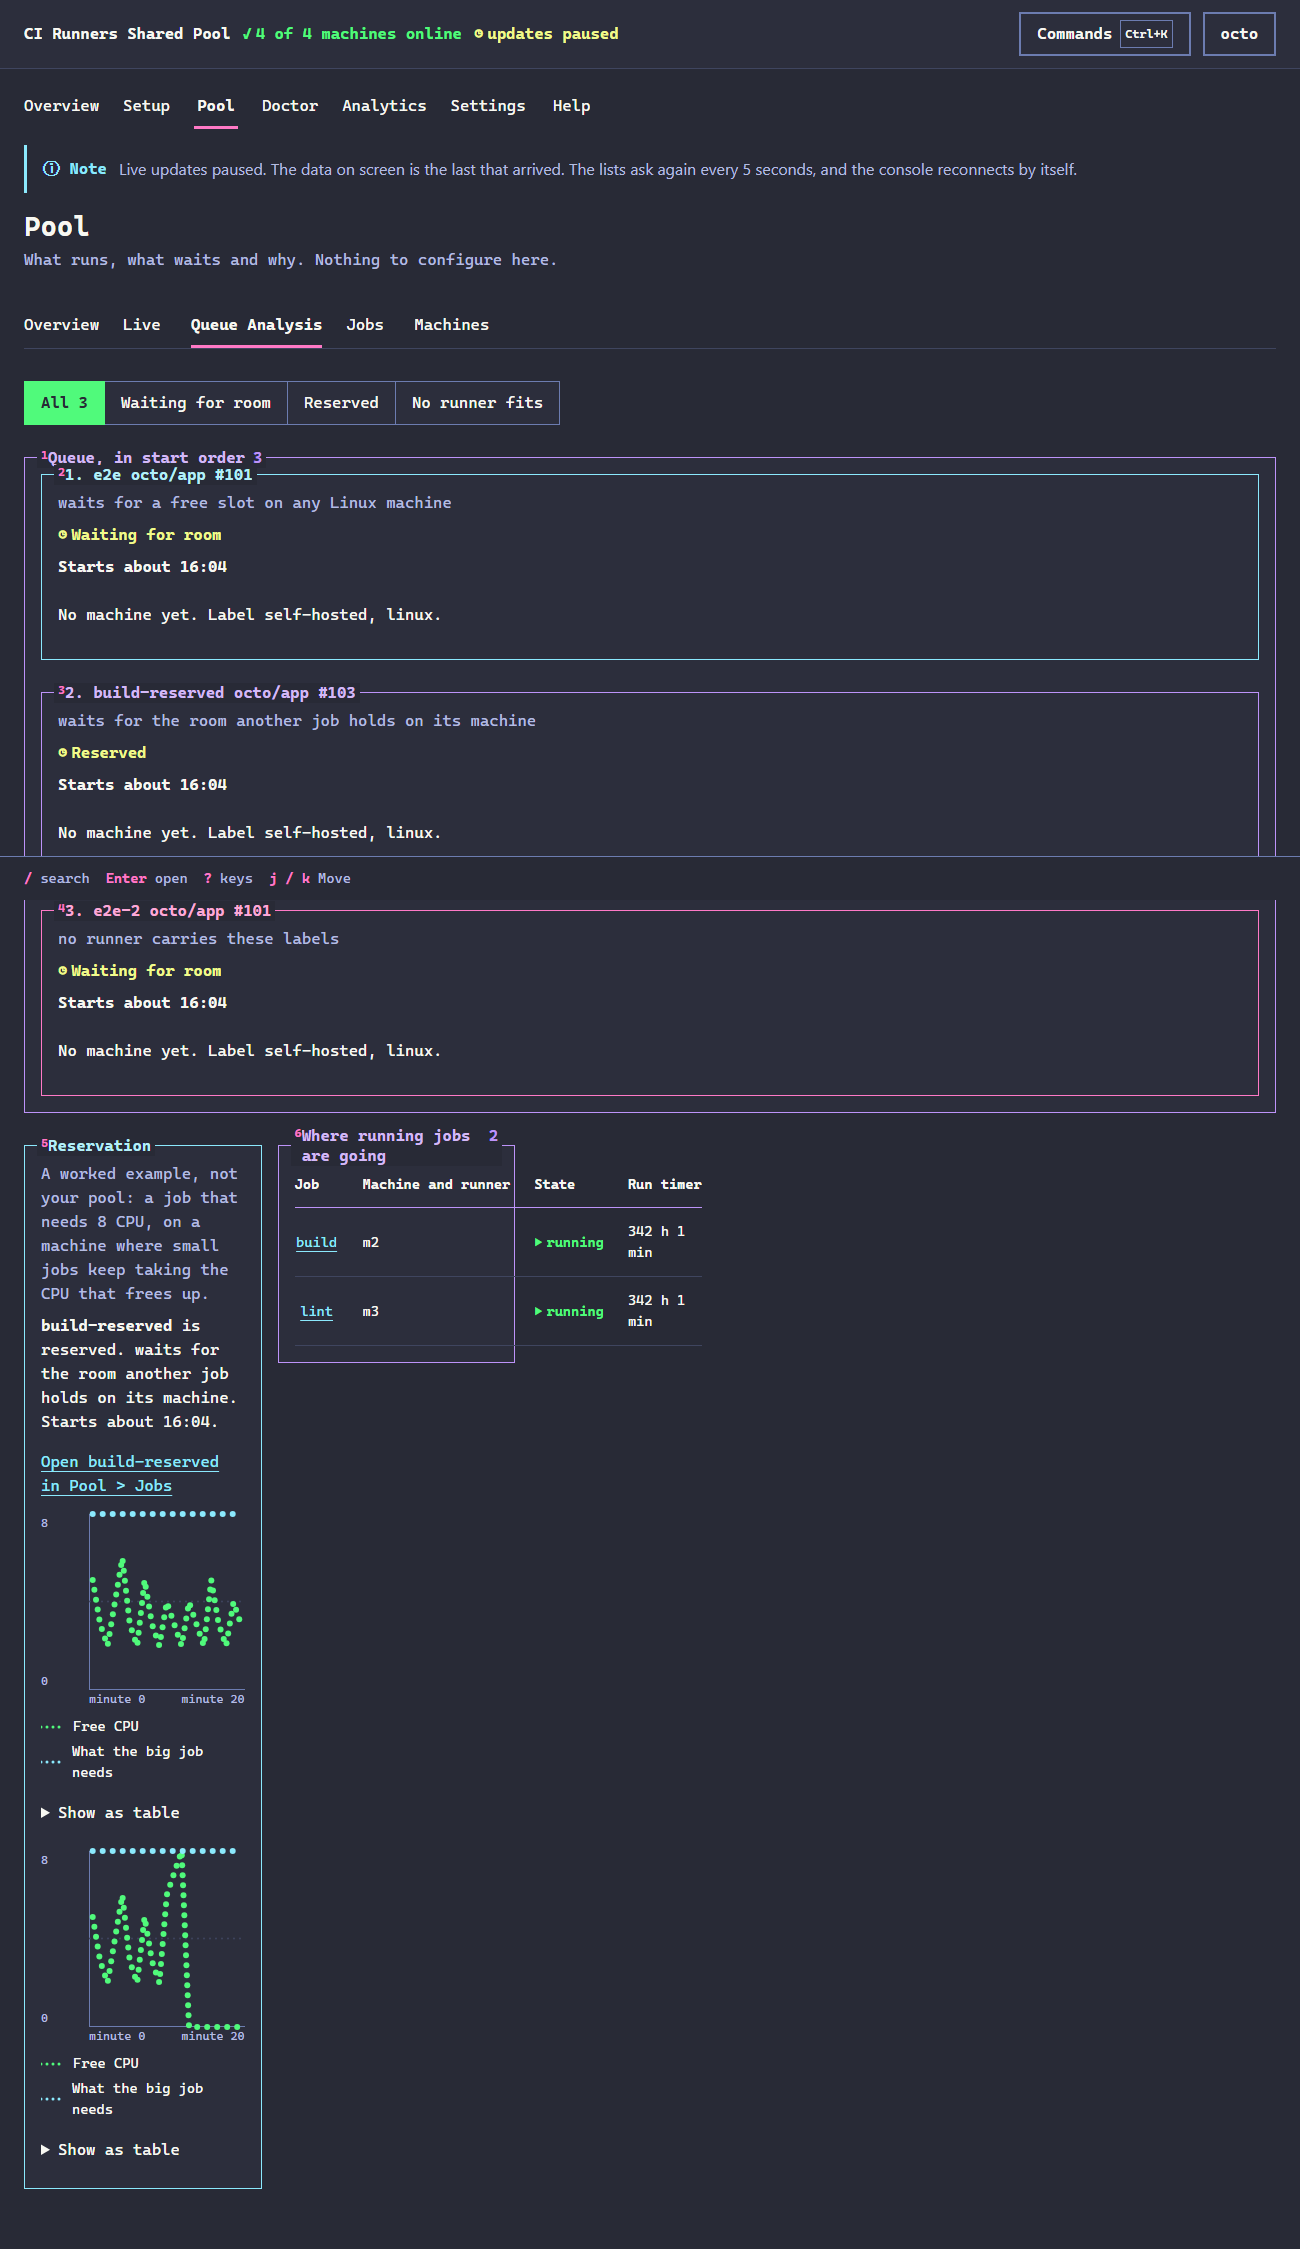 CI Runners Shared Pool ✓ 4 of 4 machines online updates paused
Commands Ctrl+K octo
Overview Setup Pool Doctor Analytics Settings Help
Note Live updates paused. The data on screen is the last that arrived. The lists ask again every 5 seconds, and the console reconnects by itself.
Pool
What runs, what waits and why. Nothing to configure here.
Overview Live Queue Analysis Jobs Machines
All 3 Waiting for room Reserved No runner fits
1Queue, in start order 3
21. e2e octo/app #101
waits for a free slot on any Linux machine
Waiting for room
Starts about 16:04
No machine yet. Label self-hosted, linux.
32. build-reserved octo/app #103
waits for the room another job holds on its machine
Reserved
Starts about 16:04
No machine yet. Label self-hosted, linux.
/ search Enter open ? keys j / k Move
43. e2e-2 octo/app #101
no runner carries these labels
Waiting for room
Starts about 16:04
No machine yet. Label self-hosted, linux.
5Reservation
A worked example, not
your pool: a job that
needs 8 CPU, on a
machine where small
jobs keep taking the
CPU that frees up.
build-reserved is
reserved. waits for
the room another job
holds on its machine.
Starts about 16:04.
Open build-reserved
in Pool > Jobs
8
0
minute 0 minute 20
Free CPU
What the big job
needs
▶ Show as table
8
0
minute 0 minute 20
Free CPU
What the big job
needs
▶ Show as table
6Where running jobs 2
are going
Job Machine and runner State Run timer
build m2 running 342 h 1
min
lint m3 running 342 h 1
min